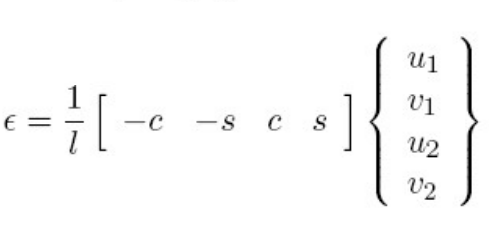 ϵ = 1/l [ −c −s c s ] { u₁ v₁ u₂ v₂ }